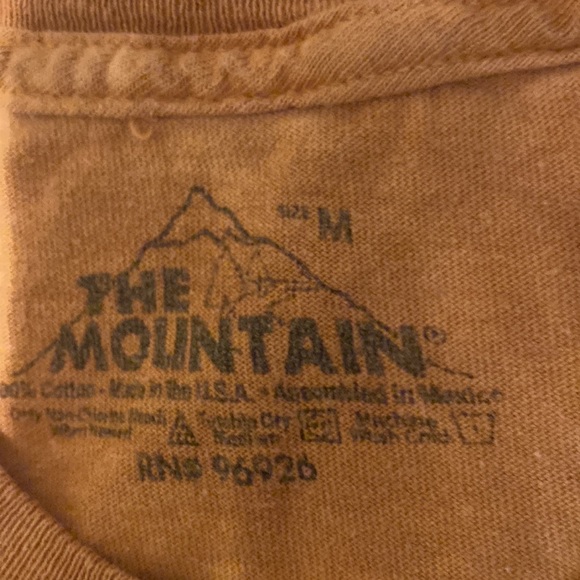 SIZE M
THE
MOUNTAIN®
00% Cotton • Made in the U.S.A. • Assembled in Mexico
Only Non-Chlorine Bleach Tumble Dry Machine
When Needed Medium Wash Cold
RN# 96926